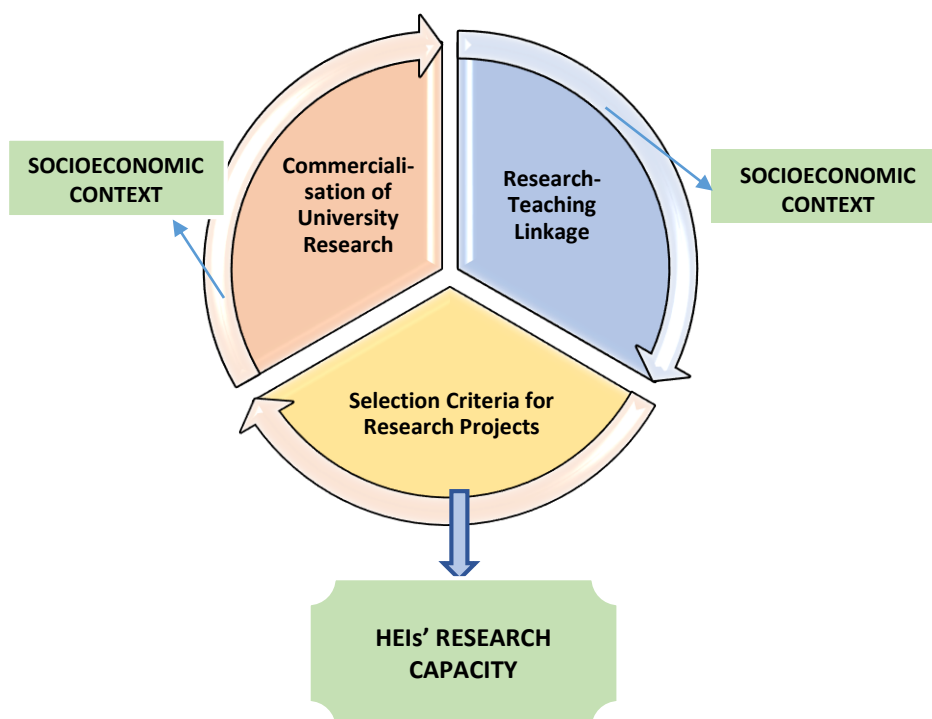 SOCIOECONOMIC
CONTEXT
Commerciali-
sation of
University
Research
Research-
Teaching
Linkage
SOCIOECONOMIC
CONTEXT
Selection Criteria for
Research Projects
HEIs’ RESEARCH
CAPACITY